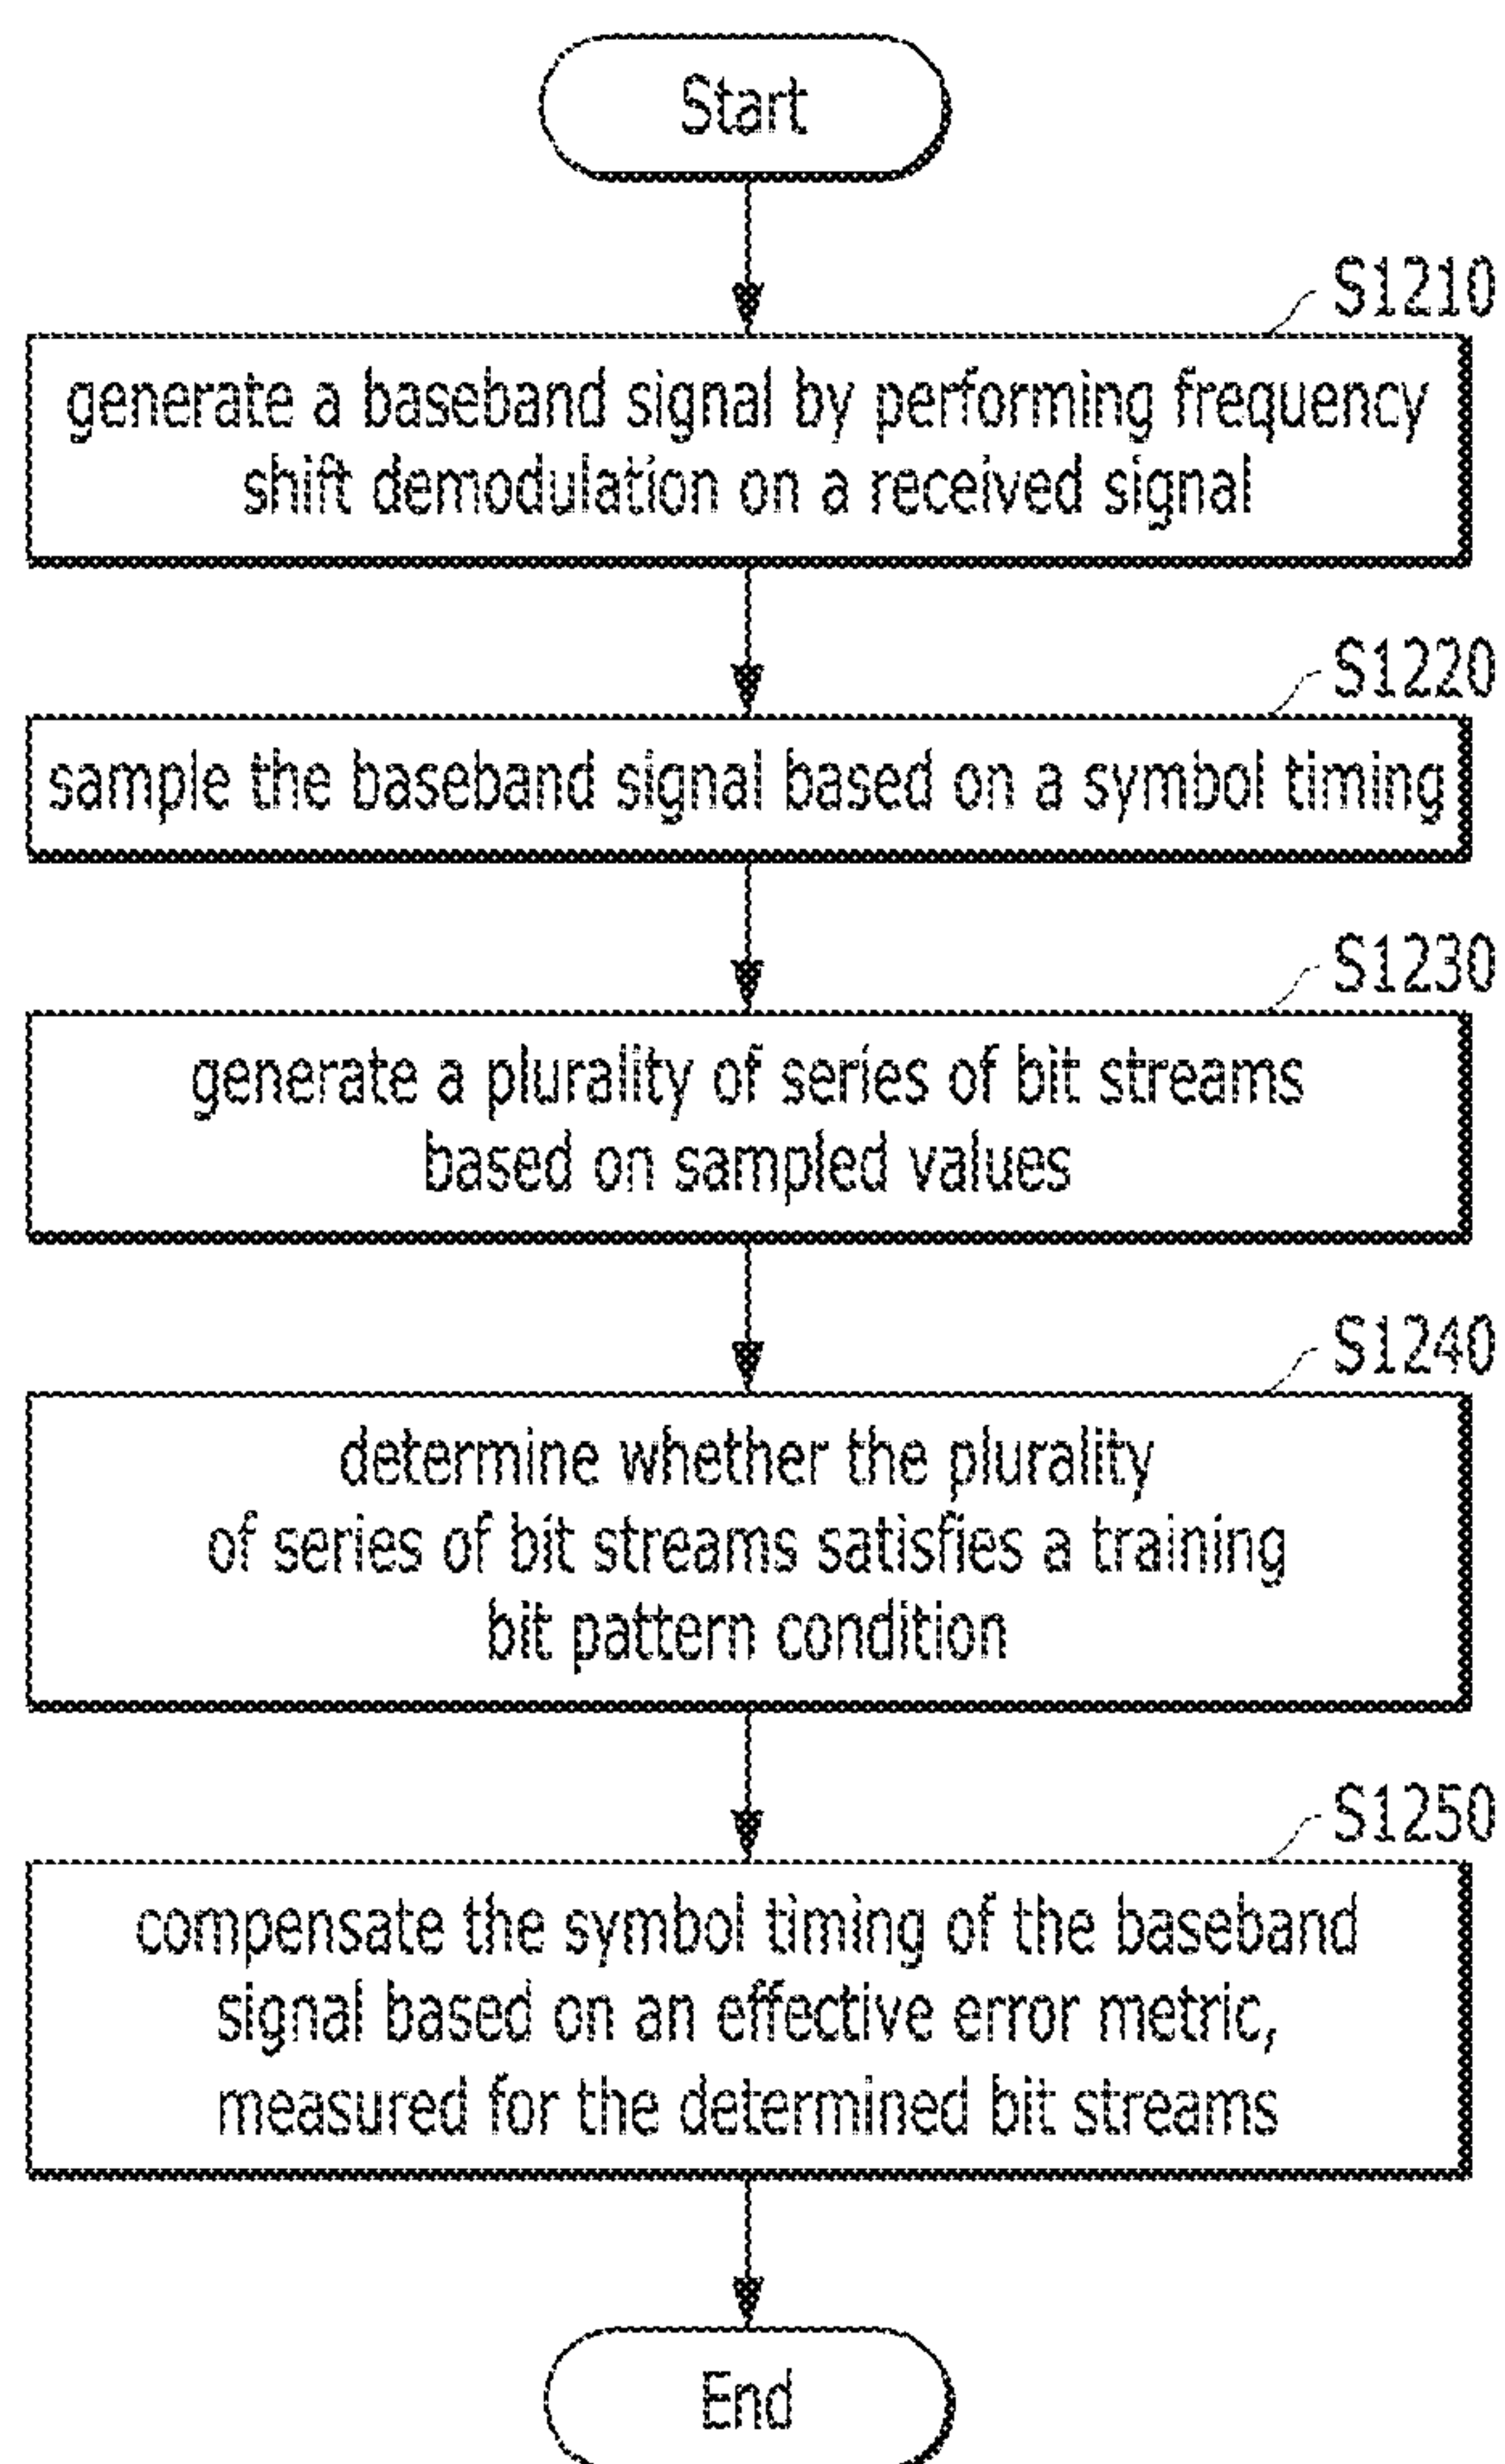 Start
S1210
generate a baseband signal by performing frequency
shift demodulation on a received signal
S1220
sample the baseband signal based on a symbol timing
S1230
generate a plurality of series of bit streams
based on sampled values
S1240
determine whether the plurality
of series of bit streams satisfies a training
bit pattern condition
S1250
compensate the symbol timing of the baseband
signal based on an effective error metric,
measured for the determined bit streams
End